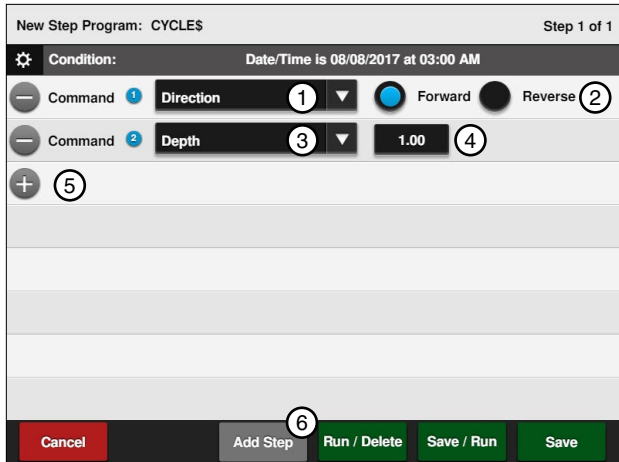 New Step Program: CYCLE$ Step 1 of 1
Condition: Date/Time is 08/08/2017 at 03:00 AM
Command 1 Direction 1 Forward Reverse 2
Command 2 Depth 3 1.00 4
5
6
Cancel Add Step Run / Delete Save / Run Save